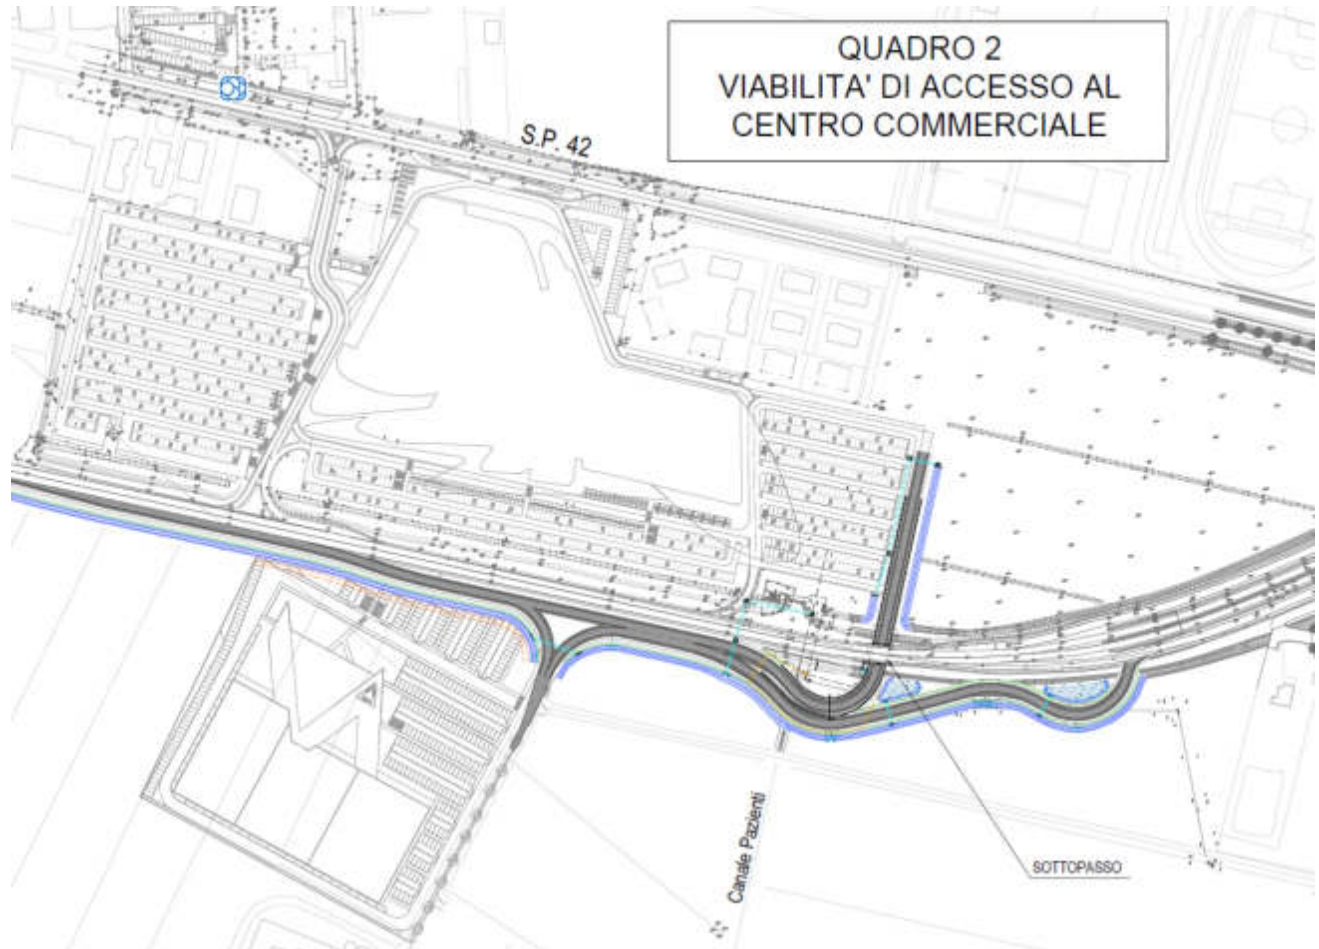 QUADRO 2
VIABILITA' DI ACCESSO AL
CENTRO COMMERCIALE
S.P. 42
Canale Pazienti
SOTTOPASSO